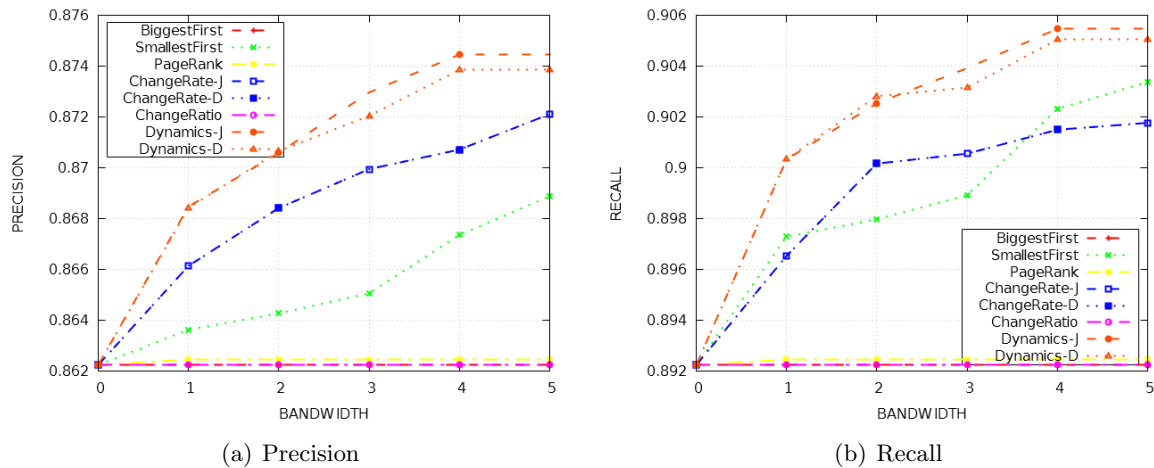 0.876
0.874
0.872
0.87
0.868
0.866
0.864
0.862
PRECISION
BiggestFirst
SmallestFirst
PageRank
ChangeRate-J
ChangeRate-D
ChangeRatio
Dynamics-J
Dynamics-D
0 1 2 3 4 5
BANDWIDTH
(a) Precision
0.906
0.904
0.902
0.9
0.898
0.896
0.894
0.892
RECALL
BiggestFirst
SmallestFirst
PageRank
ChangeRate-J
ChangeRate-D
ChangeRatio
Dynamics-J
Dynamics-D
0 1 2 3 4 5
BANDWIDTH
(b) Recall